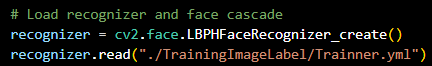 # Load recognizer and face cascade
recognizer = cv2.face.LBPHFaceRecognizer_create()
recognizer.read("./TrainingImageLabel/Trainner.yml")